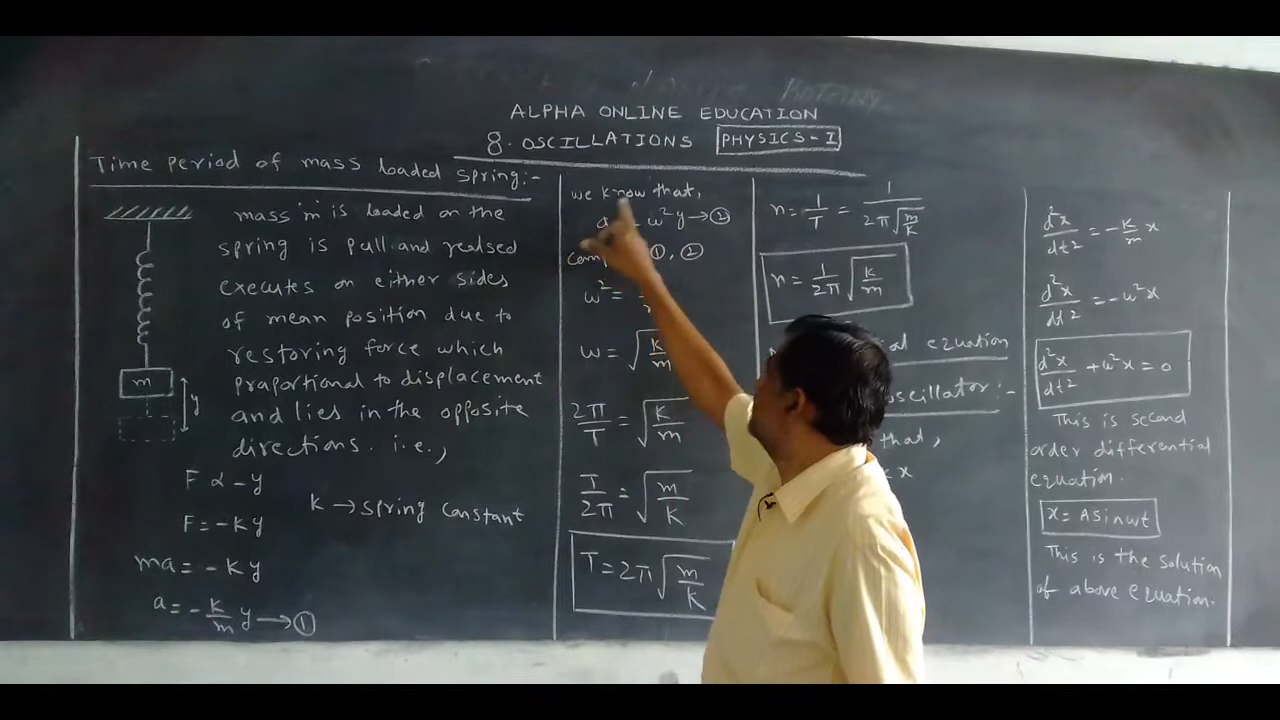 ALPHA ONLINE EDUCATION
8. OSCILLATIONS PHYSICS - I
Time Period of mass loaded spring:-
mass 'm' is loaded on the
spring is pull and realsed
executes on either sides
of mean position due to
restoring force which
praportional to displacement
and lies in the opposite
directions. i.e.,
m
y
F ∝ -y
F = -Ky
K → spring constant
ma = -Ky
a = -K/m y → ①
we know that,
a ω²y → ②
①, ②
ω² =
ω = √(K/m)
2π/T = √(K/m)
T/2π = √(m/K)
T = 2π√(m/K)
n = 1/T = 1/(2π√(m/K))
n = 1/2π √(K/m)
equation
oscillator:-
that,
x
d²x/dt² = -K/m x
d²x/dt² = -ω²x
d²x/dt² + ω²x = 0
This is second
order differential
equation.
x = A sin ωt
This is the solution
of above equation.